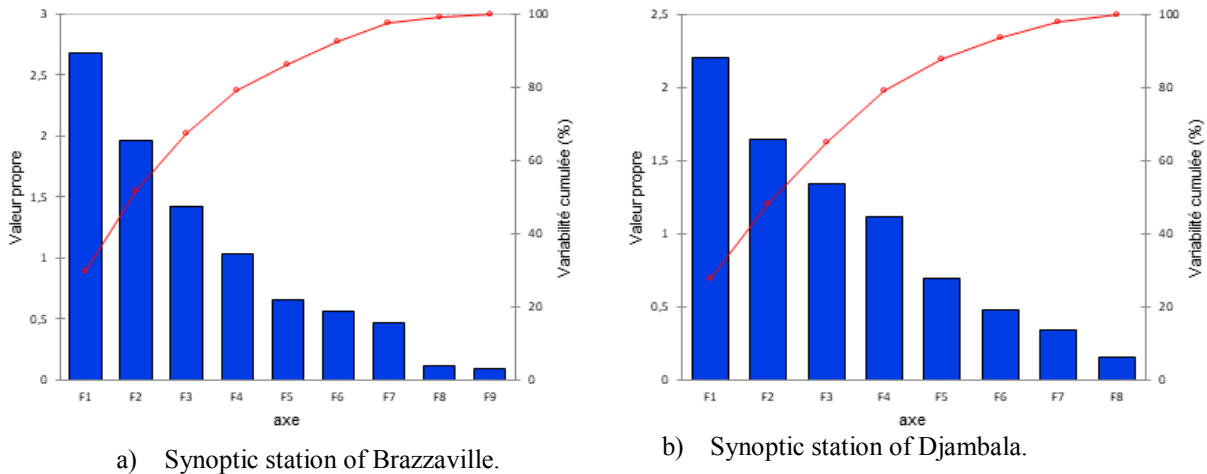 3
2,5
2
1,5
1
0,5
0
Valeur propre
100
80
60
40
20
0
Variabilité cumulée (%)
F1 F2 F3 F4 F5 F6 F7 F8 F9
axe
a) Synoptic station of Brazzaville.
2,5
2
1,5
1
0,5
0
Valeur propre
100
80
60
40
20
0
Variabilité cumulée (%)
F1 F2 F3 F4 F5 F6 F7 F8
axe
b) Synoptic station of Djambala.